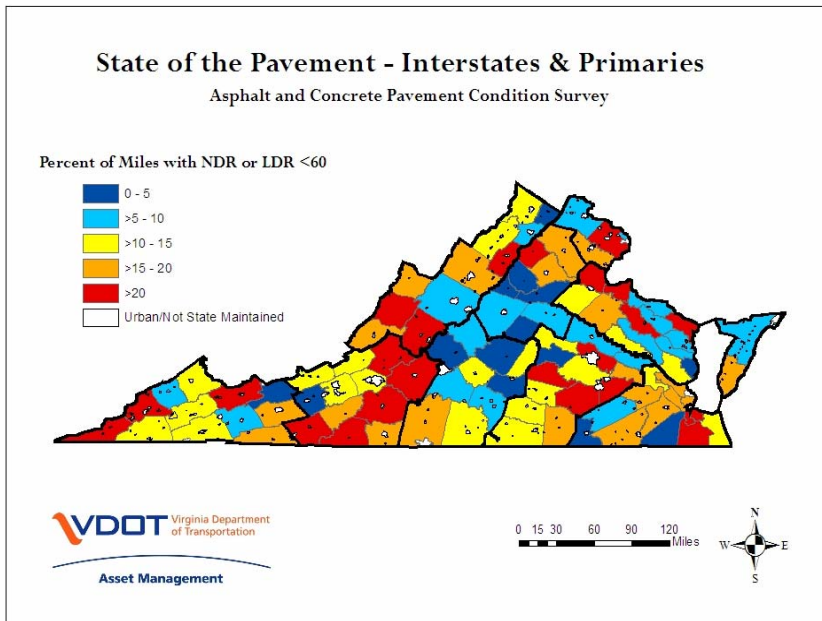 State of the Pavement - Interstates & Primaries
Asphalt and Concrete Pavement Condition Survey
Percent of Miles with NDR or LDR <60
0 - 5
>5 - 10
>10 - 15
>15 - 20
>20
Urban/Not State Maintained
VDOT Virginia Department
of Transportation
Asset Management
0 15 30 60 90 120
Miles
N
W E
S